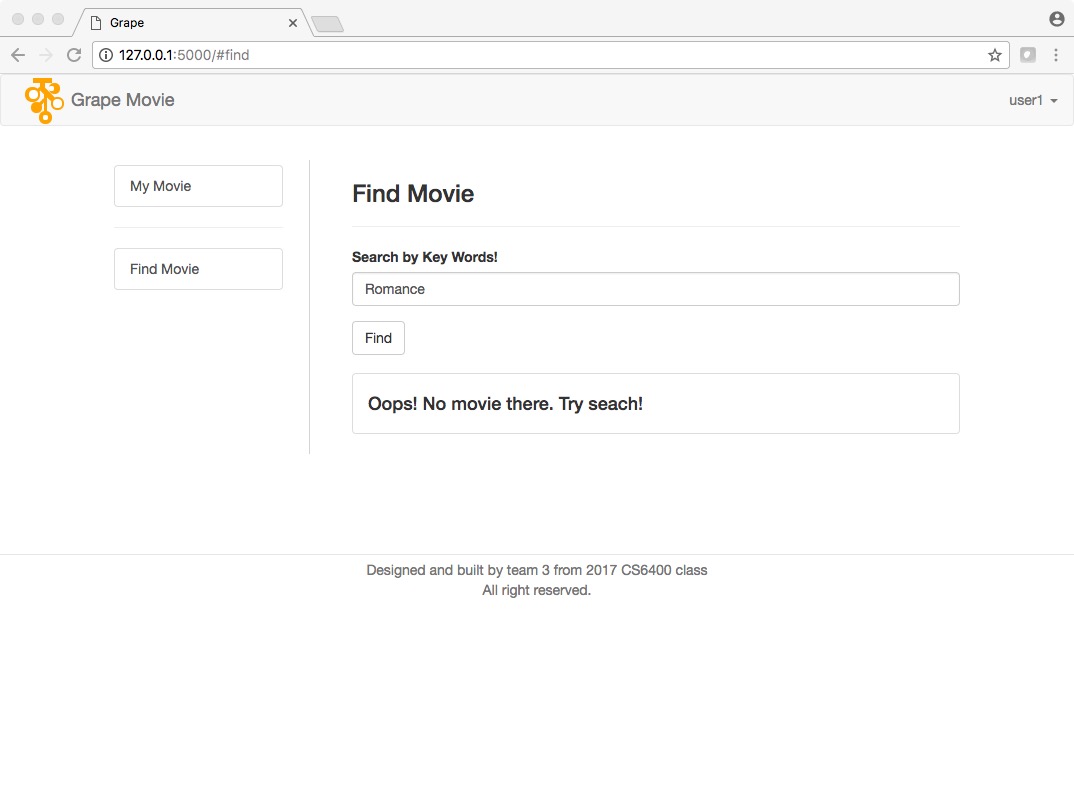 Grape
127.0.0.1:5000/#find
Grape Movie
user1
My Movie
Find Movie
Find Movie
Search by Key Words!
Romance
Find
Oops! No movie there. Try seach!
Designed and built by team 3 from 2017 CS6400 class
All right reserved.